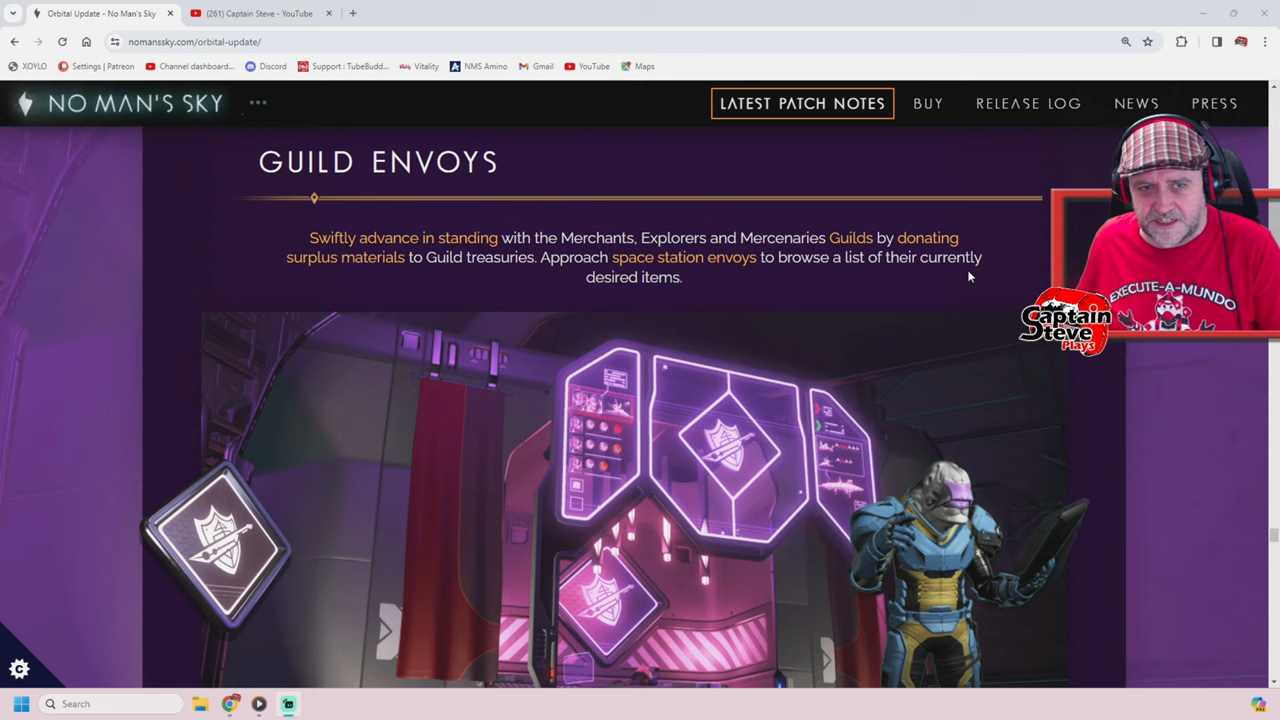 Orbital Update - No Man's Sky
(261) Captain Steve - YouTube
nomanssky.com/orbital-update/
XOYLO
Settings | Patreon
Channel dashboard...
Discord
Support : TubeBudd...
Vitality
NMS Amino
Gmail
YouTube
Maps
NO MAN'S SKY
LATEST PATCH NOTES
BUY
RELEASE LOG
NEWS
PRESS
GUILD ENVOYS
Swiftly advance in standing with the Merchants, Explorers and Mercenaries Guilds by donating
surplus materials to Guild treasuries. Approach space station envoys to browse a list of their currently
desired items.
EXECUTE-A-MUNDO
Captain
Steve
Plays
Search